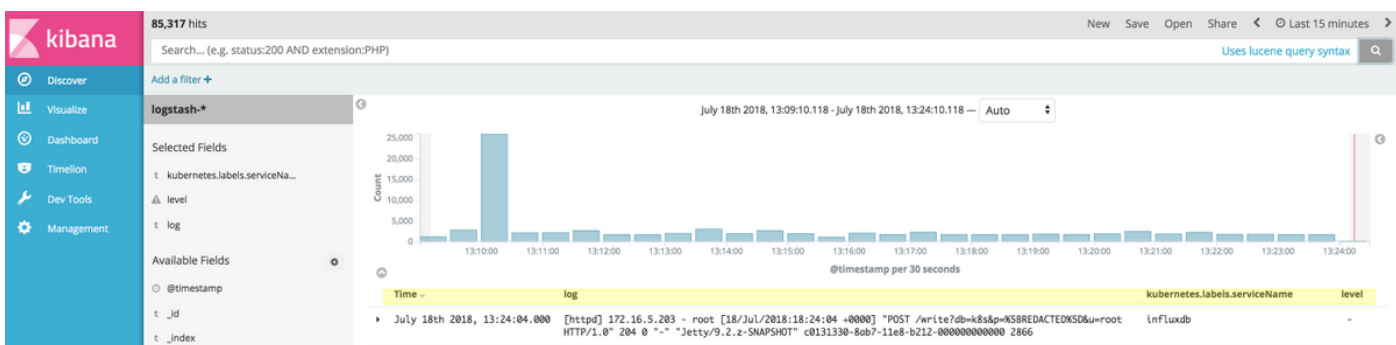 kibana
Discover
Visualize
Dashboard
Timelion
Dev Tools
Management
85,317 hits
New Save Open Share Last 15 minutes
Search... (e.g. status:200 AND extension:PHP)
Uses lucene query syntax
Add a filter +
logstash-*
Selected Fields
t kubernetes.labels.serviceNa...
level
t log
Available Fields
@timestamp
t _id
t _index
July 18th 2018, 13:09:10.118 - July 18th 2018, 13:24:10.118 — Auto
25,000
20,000
15,000
10,000
5,000
0
Count
13:10:00 13:11:00 13:12:00 13:13:00 13:14:00 13:15:00 13:16:00 13:17:00 13:18:00 13:19:00 13:20:00 13:21:00 13:22:00 13:23:00 13:24:00
@timestamp per 30 seconds
Time log kubernetes.labels.serviceName level
July 18th 2018, 13:24:04.000 [httpd] 172.16.5.203 - root [18/Jul/2018:18:24:04 +0000] "POST /write?db=k8s&p=%5BREDACTED%5D&u=root influxdb -
HTTP/1.0" 204 0 "-" "Jetty/9.2.z-SNAPSHOT" c0131330-8ab7-11e8-b212-000000000000 2866